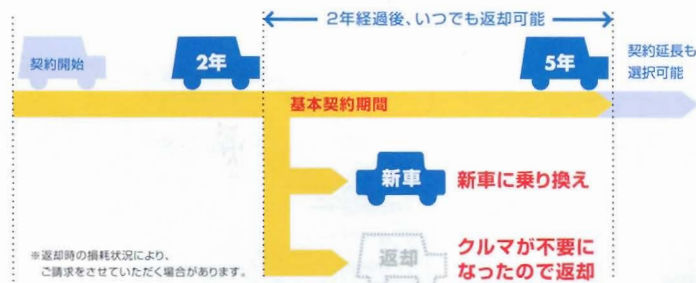 2年経過後、いつでも返却可能
契約開始
2年
5年
契約延長も
選択可能
基本契約期間
新車
新車に乗り換え
返却
クルマが不要に
なったので返却
※返却時の損耗状況により、
ご請求をさせていただく場合があります。